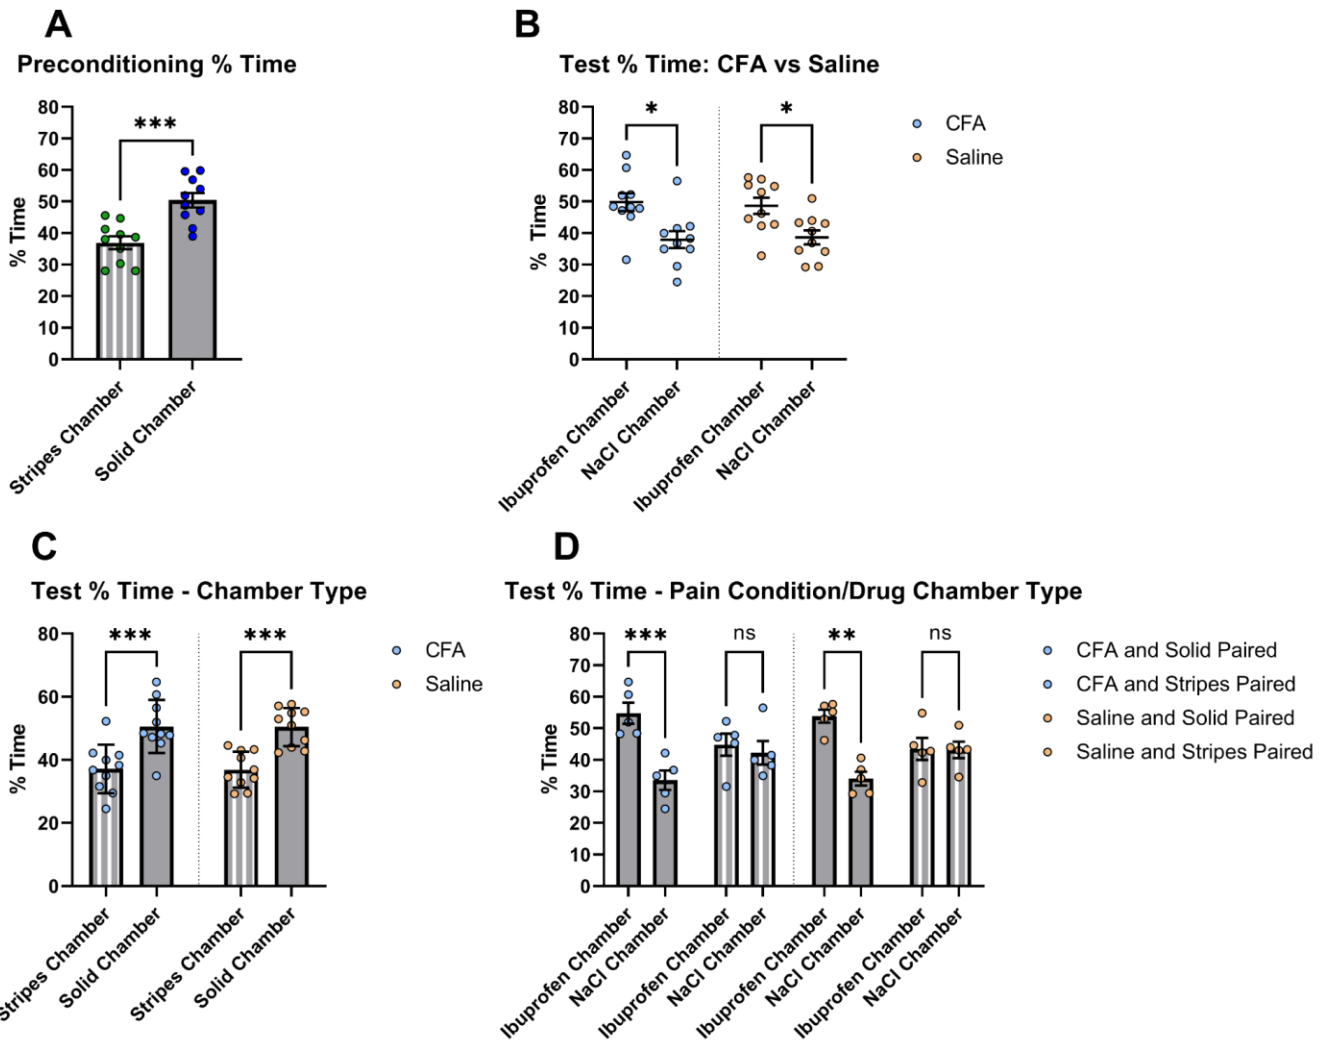 A
Preconditioning % Time
% Time
80
70
60
50
40
30
20
10
0
***
Stripes Chamber
Solid Chamber
B
Test % Time: CFA vs Saline
% Time
80
70
60
50
40
30
20
10
0
*
*
Ibuprofen Chamber
NaCl Chamber
Ibuprofen Chamber
NaCl Chamber
CFA
Saline
C
Test % Time - Chamber Type
% Time
80
60
40
20
0
***
***
Stripes Chamber
Solid Chamber
Stripes Chamber
Solid Chamber
CFA
Saline
D
Test % Time - Pain Condition/Drug Chamber Type
% Time
80
70
60
50
40
30
20
10
0
***
ns
**
ns
Ibuprofen Chamber
NaCl Chamber
Ibuprofen Chamber
NaCl Chamber
Ibuprofen Chamber
NaCl Chamber
Ibuprofen Chamber
NaCl Chamber
CFA and Solid Paired
CFA and Stripes Paired
Saline and Solid Paired
Saline and Stripes Paired